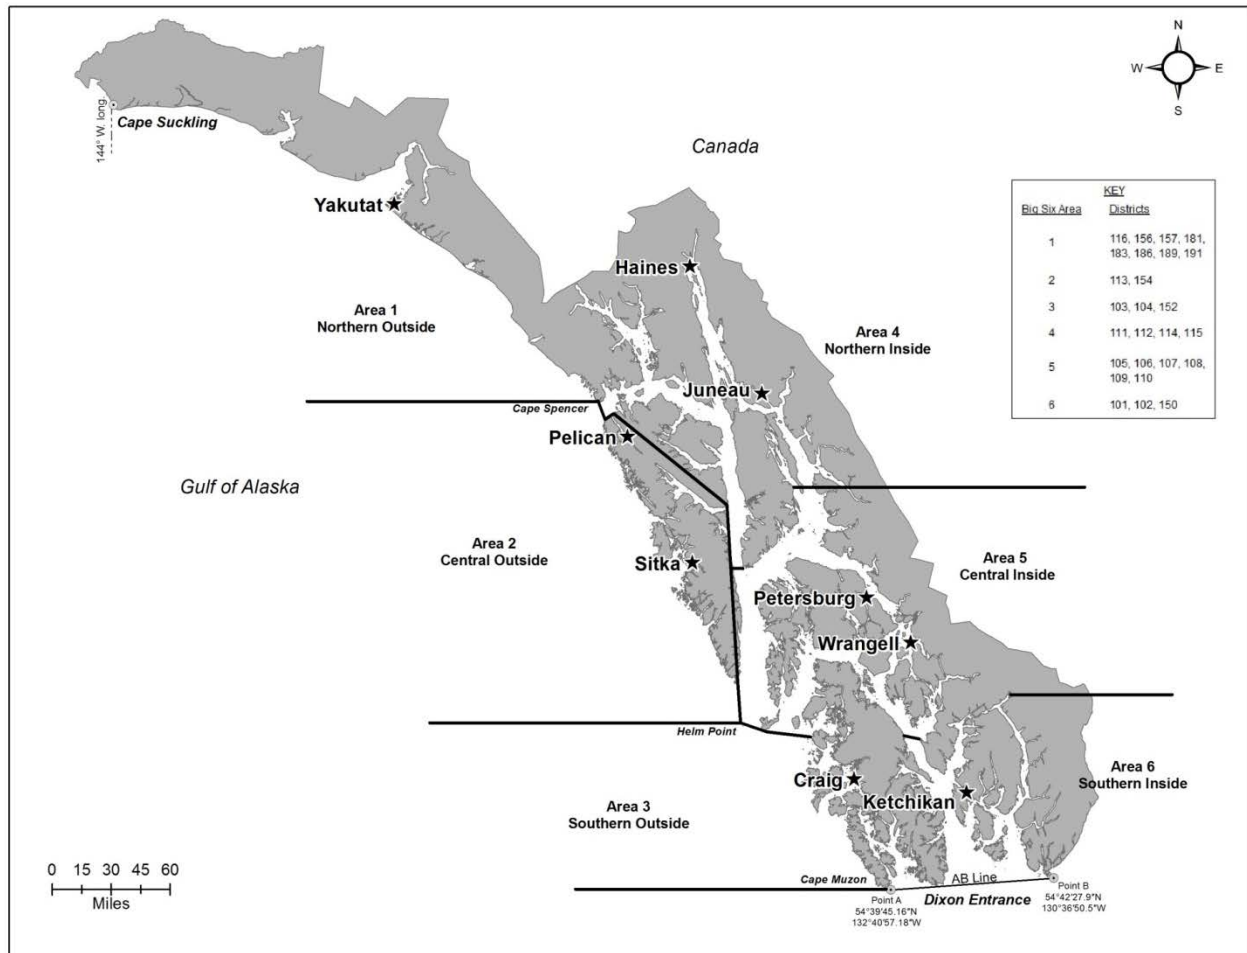 N
W E
S
144° W. long.
Cape Suckling
Canada
Yakutat
KEY
Big Six Area Districts
1 116, 156, 157, 181,
183, 186, 189, 191
2 113, 154
3 103, 104, 152
4 111, 112, 114, 115
5 105, 106, 107, 108,
109, 110
6 101, 102, 150
Haines
Area 1
Northern Outside
Area 4
Northern Inside
Juneau
Cape Spencer
Pelican
Gulf of Alaska
Area 2
Central Outside
Sitka
Area 5
Central Inside
Petersburg
Wrangell
Helm Point
Craig
Ketchikan
Area 6
Southern Inside
Area 3
Southern Outside
0 15 30 45 60
Miles
Cape Muzon
AB Line
Point A
54°39'45.16"N
132°40'57.18"W
Dixon Entrance
Point B
54°42'27.9"N
130°36'50.5"W